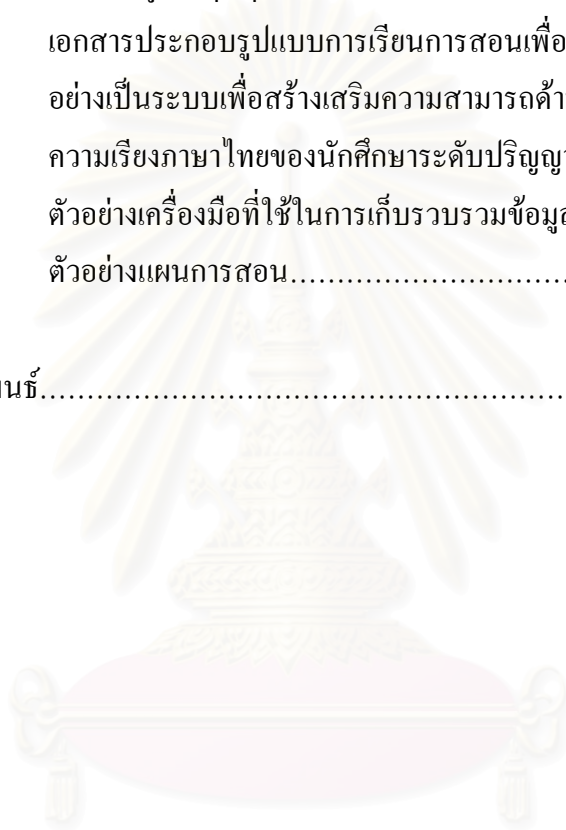 เอกสารประกอบรูปแบบการเรียนการสอนเพื่อ
อย่างเป็นระบบเพื่อสร้างเสริมความสามารถด้า
ความเรียงภาษาไทยของนักศึกษาระดับปริญญา
ตัวอย่างเครื่องมือที่ใช้ในการเก็บรวบรวมข้อมูล
ตัวอย่างแผนการสอน..............................
นธ์........................................................